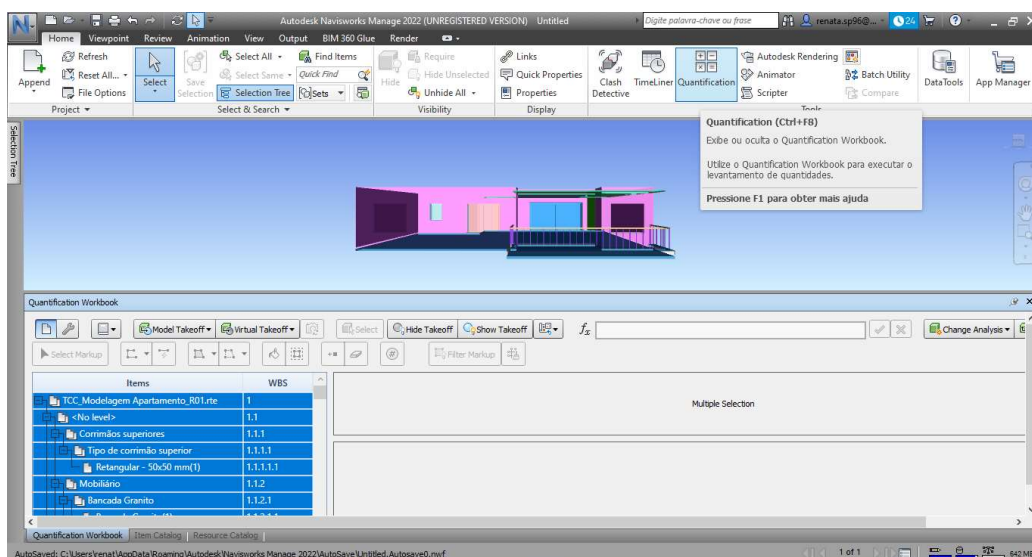 Autodesk Navisworks Manage 2022 (UNREGISTERED VERSION) Untitled
Digite palavra-chave ou frase
renata.sp96@...
24
Home Viewpoint Review Animation View Output BIM 360 Glue Render
Append
Refresh
Reset All...
File Options
Project
Select
Save Selection
Select All
Select Same
Selection Tree
Find Items
Quick Find
Sets
Select & Search
Hide
Require
Hide Unselected
Unhide All
Visibility
Links
Quick Properties
Properties
Display
Clash Detective
TimeLiner
Quantification
Autodesk Rendering
Animator
Scripter
Batch Utility
Compare
DataTools
App Manager
Tools
Selection Tree
Quantification (Ctrl+F8)
Exibe ou oculta o Quantification Workbook.
Utilize o Quantification Workbook para executar o
levantamento de quantidades.
Pressione F1 para obter mais ajuda
Quantification Workbook
Model Takeoff Virtual Takeoff Select Hide Takeoff Show Takeoff fx Change Analysis
Select Markup Filter Markup
Items WBS
TCC_Modelagem Apartamento_R01.rte 1
<No level> 1.1
Corrimãos superiores 1.1.1
Tipo de corrimão superior 1.1.1.1
Retangular - 50x50 mm(1) 1.1.1.1.1
Mobiliário 1.1.2
Bancada Granito 1.1.2.1
Multiple Selection
Quantification Workbook Item Catalog Resource Catalog
AutoSaved: C:\Users\renat\AppData\Roaming\Autodesk\Navisworks Manage 2022\AutoSave\Untitled.Autosave0.nwf
1 of 1
642 MB